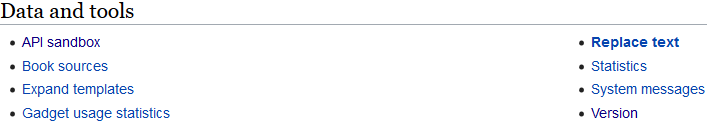 Data and tools
API sandbox
Book sources
Expand templates
Gadget usage statistics
Replace text
Statistics
System messages
Version